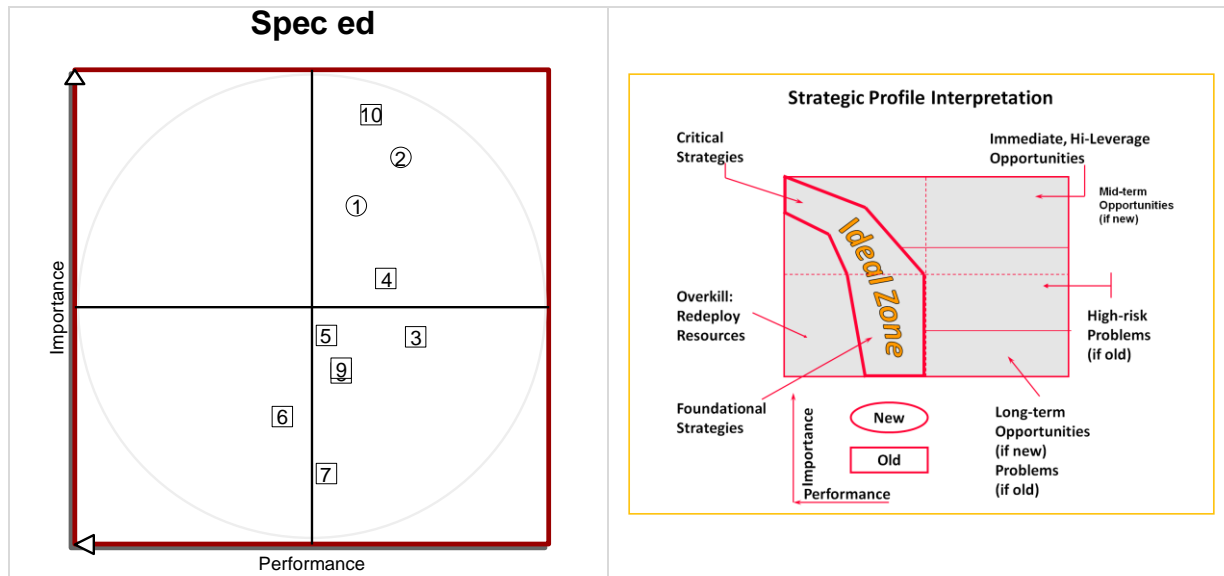 Spec ed
10
2
1
4
5
3
9
6
7
Importance
Performance
Strategic Profile Interpretation
Critical
Strategies
Immediate, Hi-Leverage
Opportunities
Mid-term
Opportunities
(if new)
Ideal Zone
Overkill:
Redeploy
Resources
High-risk
Problems
(if old)
Foundational
Strategies
New
Old
Importance
Performance
Long-term
Opportunities
(if new)
Problems
(if old)